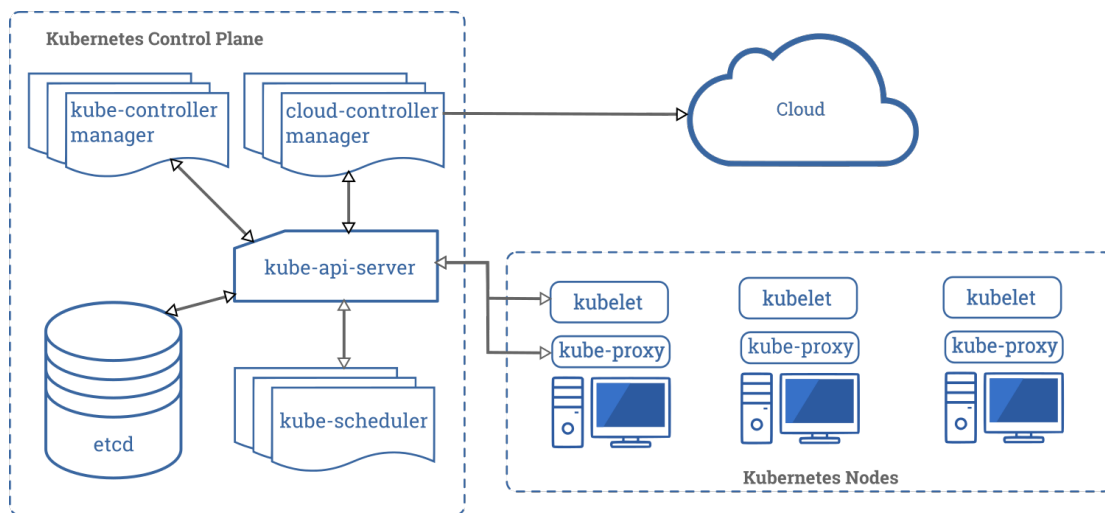 Kubernetes Control Plane
kube-controller
manager
cloud-controller
manager
Cloud
kube-api-server
kubelet
kubelet
kubelet
kube-proxy
kube-proxy
kube-proxy
etcd
kube-scheduler
Kubernetes Nodes